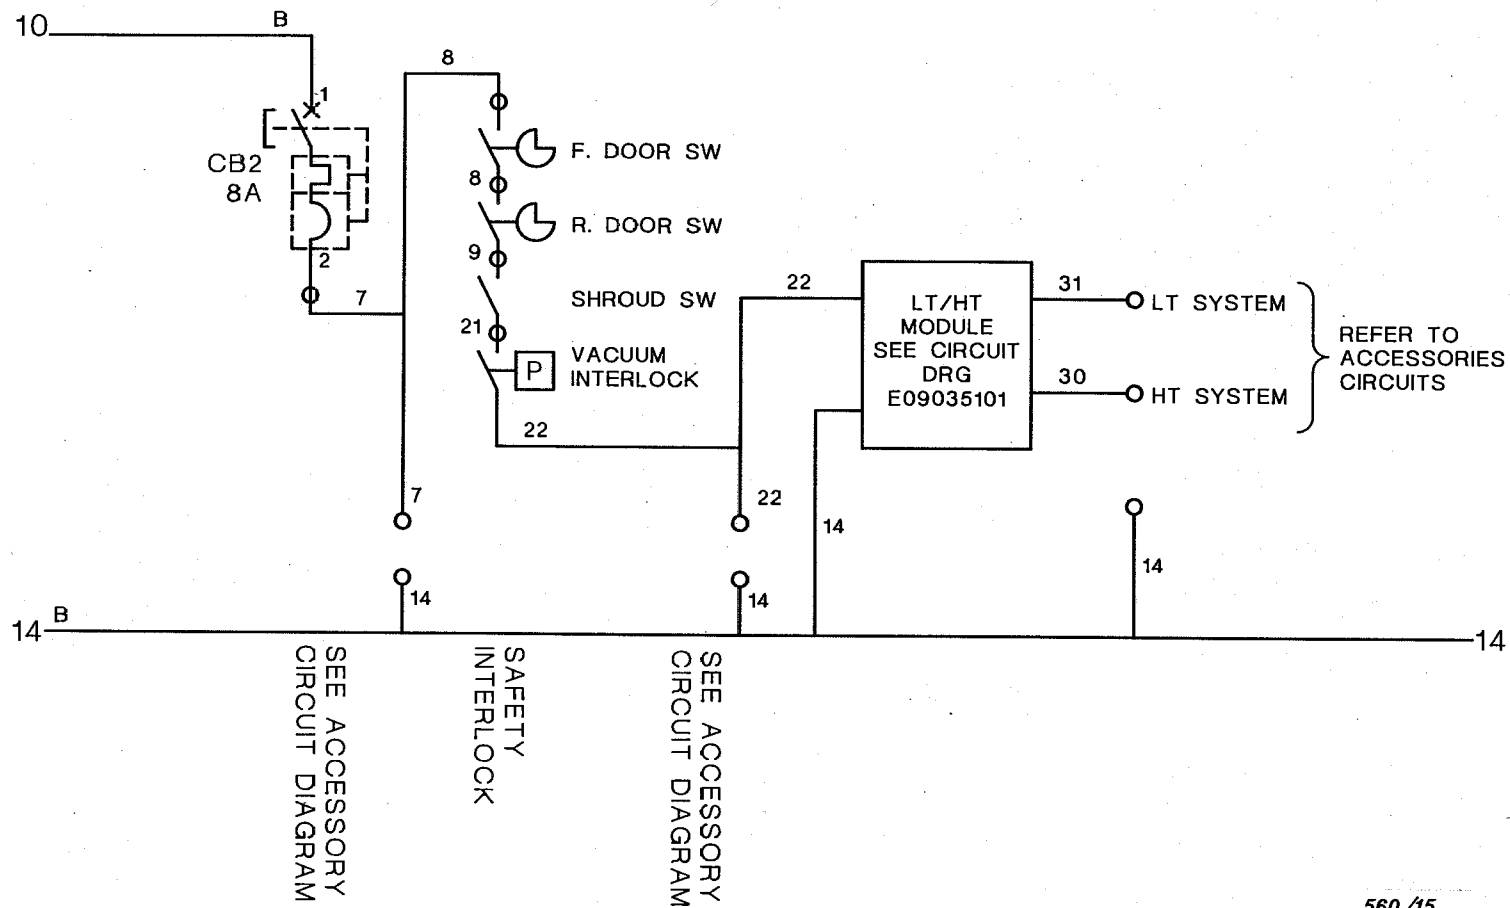 10 B
8
1
CB2
8A
2
7
F. DOOR SW
8
R. DOOR SW
9
SHROUD SW
21
VACUUM
INTERLOCK
P
22
22
LT/HT
MODULE
SEE CIRCUIT
DRG
E09035101
31
LT SYSTEM
30
HT SYSTEM
REFER TO
ACCESSORIES
CIRCUITS
7
22
14
14
14
14
14 B
14
SEE ACCESSORY
CIRCUIT DIAGRAM
SAFETY
INTERLOCK
SEE ACCESSORY
CIRCUIT DIAGRAM
560/15